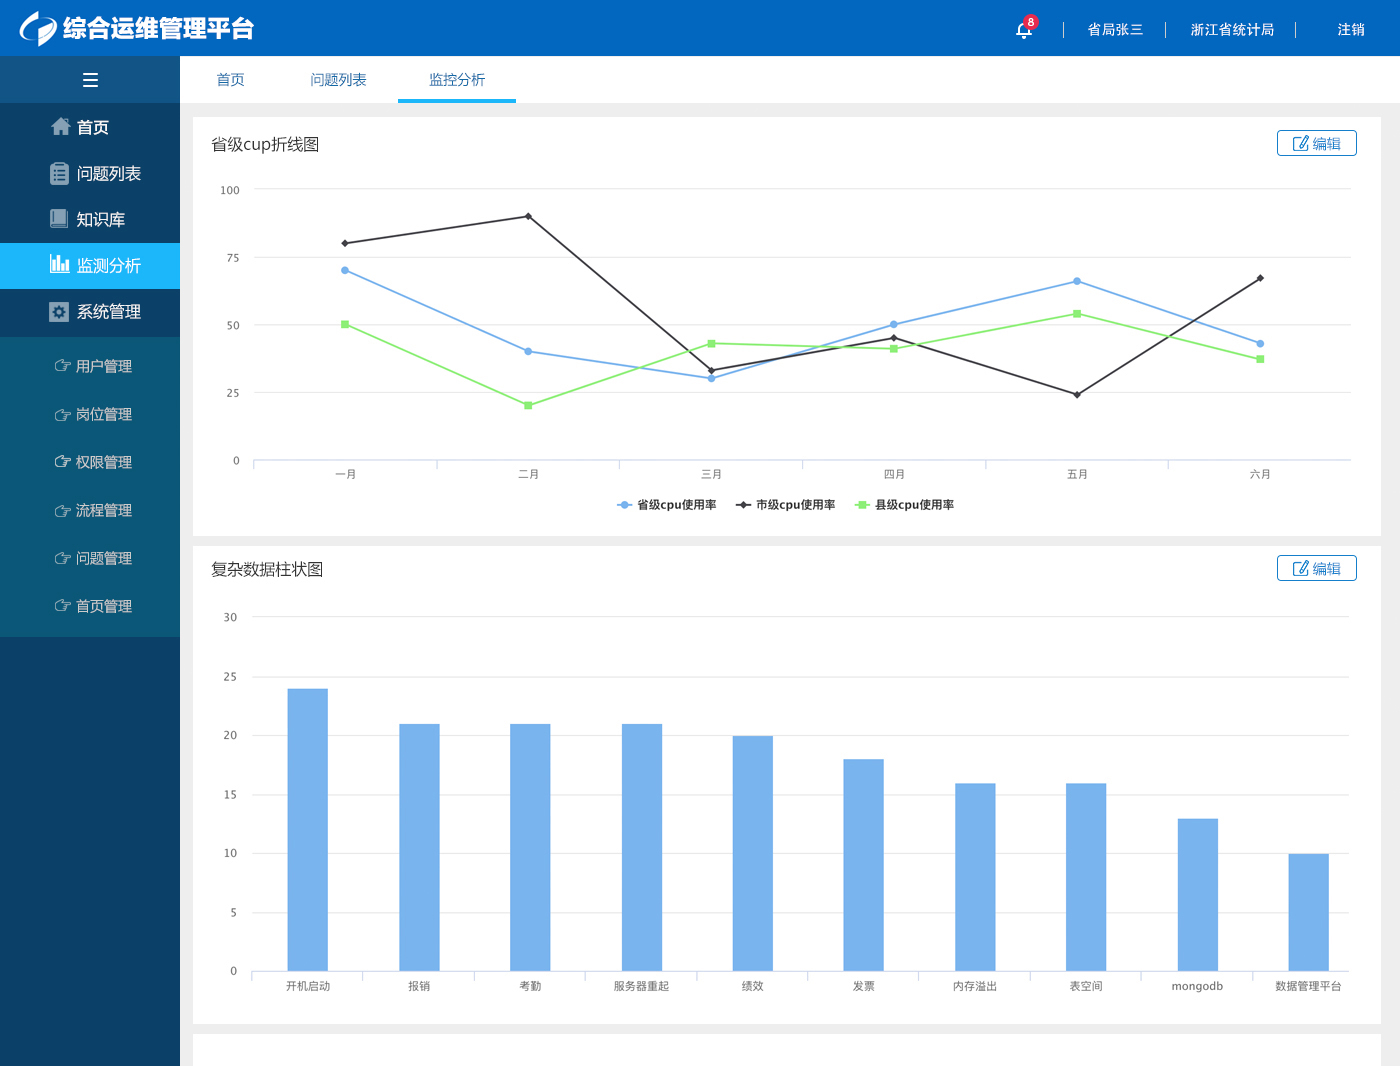 综合运维管理平台
8
省局张三
浙江省统计局
注销
首页
问题列表
监控分析
首页
问题列表
知识库
监测分析
系统管理
用户管理
岗位管理
权限管理
流程管理
问题管理
首页管理
省级cup折线图
编辑
100
75
50
25
0
一月
二月
三月
四月
五月
六月
省级cpu使用率
市级cpu使用率
县级cpu使用率
复杂数据柱状图
编辑
30
25
20
15
10
5
0
开机启动
报销
考勤
服务器重起
绩效
发票
内存溢出
表空间
mongodb
数据管理平台